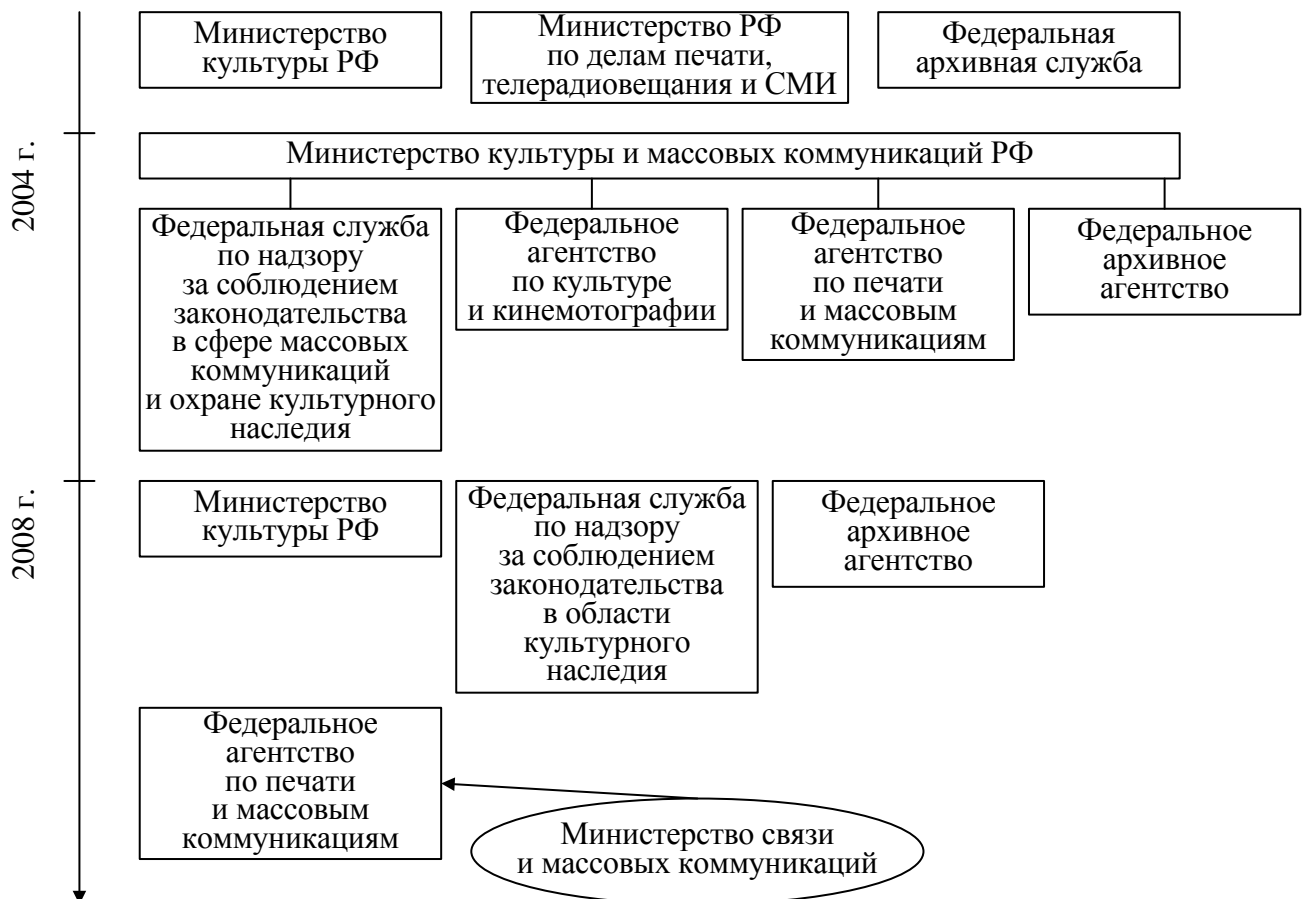 Министерство
культуры РФ
Министерство РФ
по делам печати,
телерадиовещания и СМИ
Федеральная
архивная служба
2004 г.
Министерство культуры и массовых коммуникаций РФ
Федеральная служба
по надзору
за соблюдением
законодательства
в сфере массовых
коммуникаций
и охране культурного
наследия
Федеральное
агентство
по культуре
и кинемотографии
Федеральное
агентство
по печати
и массовым
коммуникациям
Федеральное
архивное
агентство
2008 г.
Министерство
культуры РФ
Федеральная служба
по надзору
за соблюдением
законодательства
в области
культурного
наследия
Федеральное
архивное
агентство
Федеральное
агентство
по печати
и массовым
коммуникациям
Министерство связи
и массовых коммуникаций